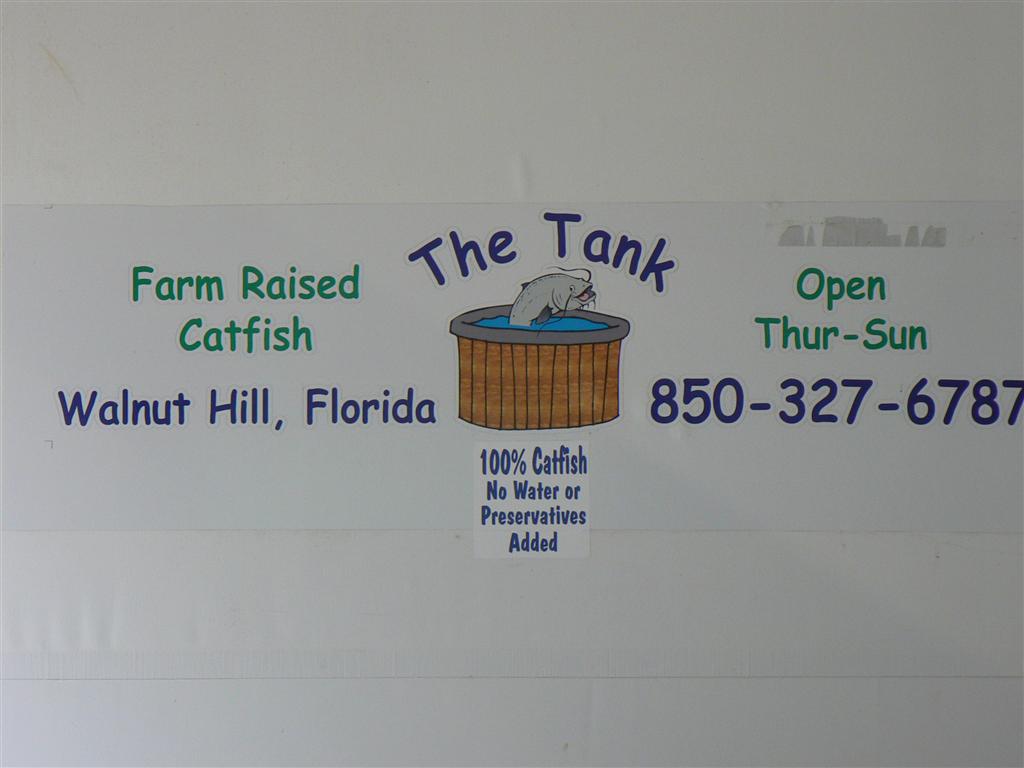 The Tank
Farm Raised
Catfish
Walnut Hill, Florida
Open
Thur-Sun
850-327-6787
100% Catfish
No Water or
Preservatives
Added